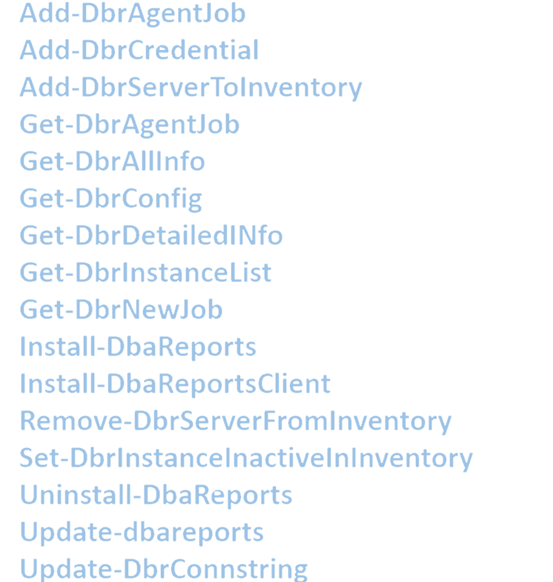 Add-DbrAgentJob
Add-DbrCredential
Add-DbrServerToInventory
Get-DbrAgentJob
Get-DbrAllInfo
Get-DbrConfig
Get-DbrDetailedINfo
Get-DbrInstanceList
Get-DbrNewJob
Install-DbaReports
Install-DbaReportsClient
Remove-DbrServerFromInventory
Set-DbrInstanceInactiveInInventory
Uninstall-DbaReports
Update-dbareports
Update-DbrConnstring